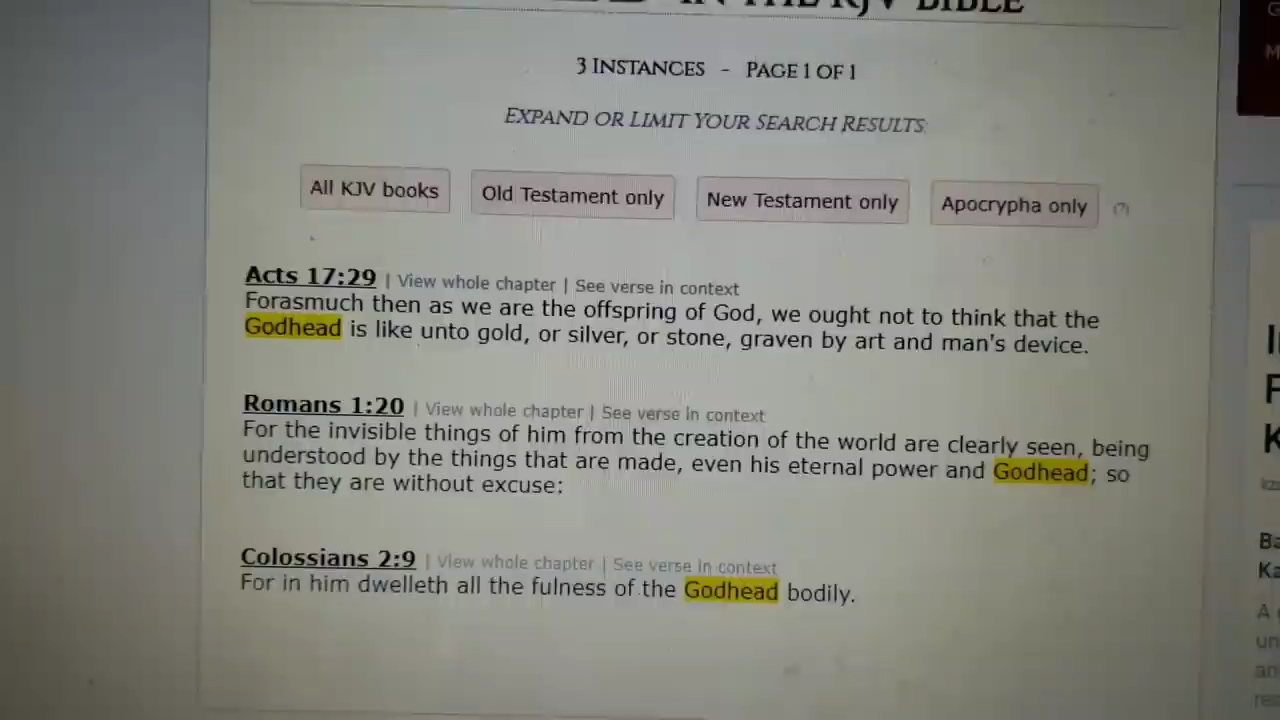 IN THE KJV BIBLE
3 INSTANCES - PAGE 1 OF 1
EXPAND OR LIMIT YOUR SEARCH RESULTS:
All KJV books Old Testament only New Testament only Apocrypha only (?)
Acts 17:29 | View whole chapter | See verse in context
Forasmuch then as we are the offspring of God, we ought not to think that the
Godhead is like unto gold, or silver, or stone, graven by art and man's device.
Romans 1:20 | View whole chapter | See verse in context
For the invisible things of him from the creation of the world are clearly seen, being
understood by the things that are made, even his eternal power and Godhead; so
that they are without excuse:
Colossians 2:9 | View whole chapter | See verse in context
For in him dwelleth all the fulness of the Godhead bodily.